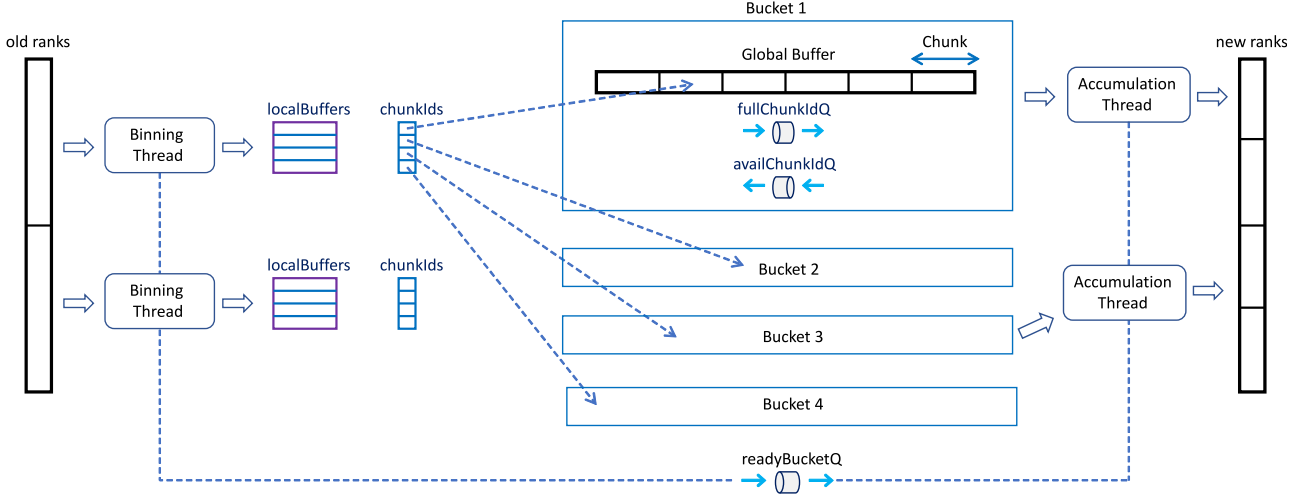 Bucket 1
old ranks
new ranks
Global Buffer
Chunk
localBuffers
chunkIds
fullChunkIdQ
availChunkIdQ
Binning
Thread
Accumulation
Thread
localBuffers
chunkIds
Binning
Thread
Bucket 2
Accumulation
Thread
Bucket 3
Bucket 4
readyBucketQ